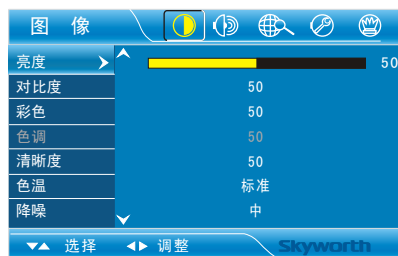 图 像
亮度 50
对比度 50
彩色 50
色调 50
清晰度 50
色温 标准
降噪 中
选择 调整 Skyworth